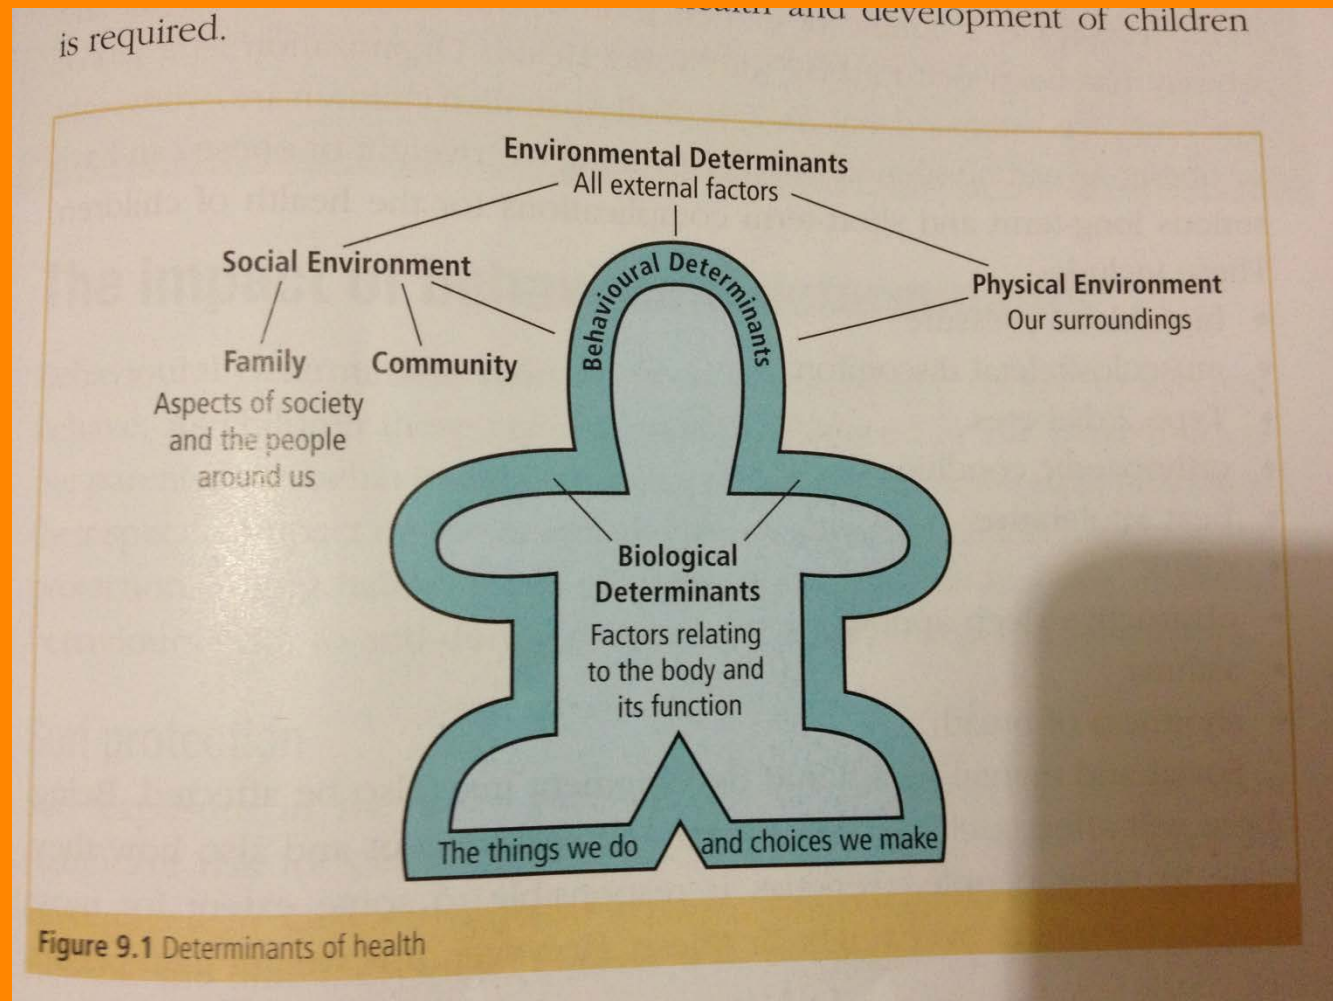 health and development of children
is required.
Environmental Determinants
All external factors
Social Environment
Physical Environment
Our surroundings
Family
Community
Aspects of society
and the people
around us
Behavioural Determinants
Biological
Determinants
Factors relating
to the body and
its function
The things we do and choices we make
Figure 9.1 Determinants of health